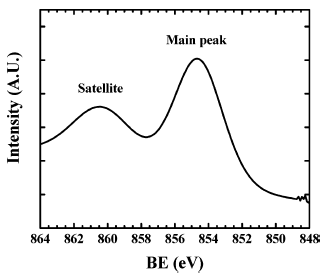 Main peak
Satellite
Intensity (A.U.)
864 862 860 858 856 854 852 850 848
BE (eV)